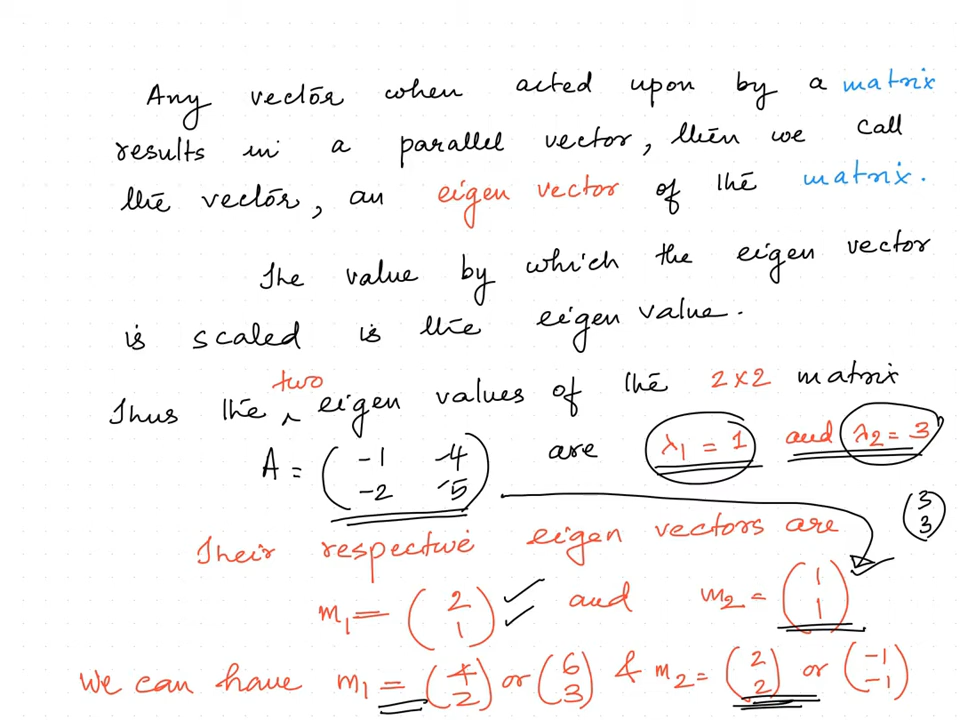 Any vector when acted upon by a matrix
results in a parallel vector, then we call
the vector, an eigen vector of the matrix.
The value by which the eigen vector
is scaled is the eigen value.
two
Thus the ^ eigen values of the 2×2 matrix
A = (-1 4
-2 5) are λ₁ = 1 and λ₂ = 3
(3
3)
Their respective eigen vectors are
m₁ = (2
1) and m₂ = (1
1)
We can have m₁ = (4
2) or (6
3) & m₂ = (2
2) or (-1
-1)